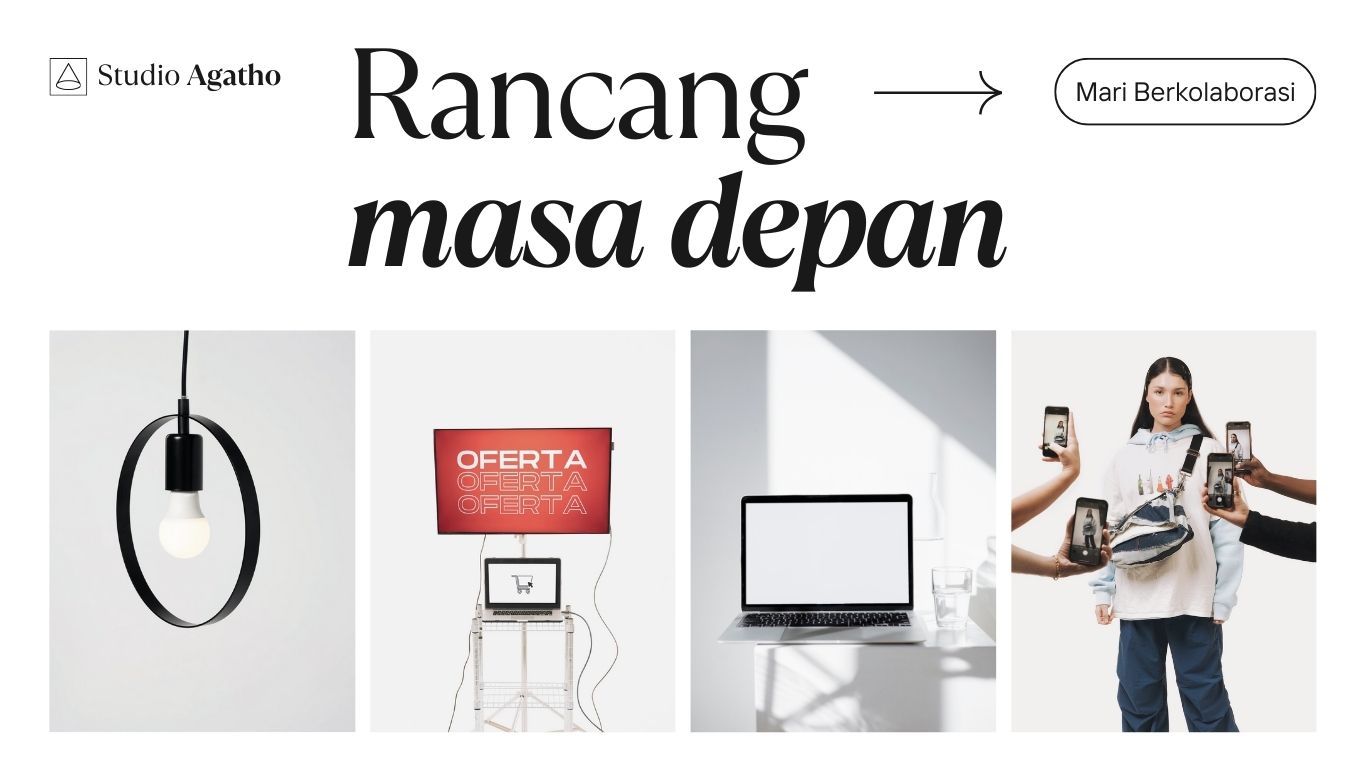 Studio Agatho
Rancang
masa depan
Mari Berkolaborasi
OFERTA
OFERTA
OFERTA